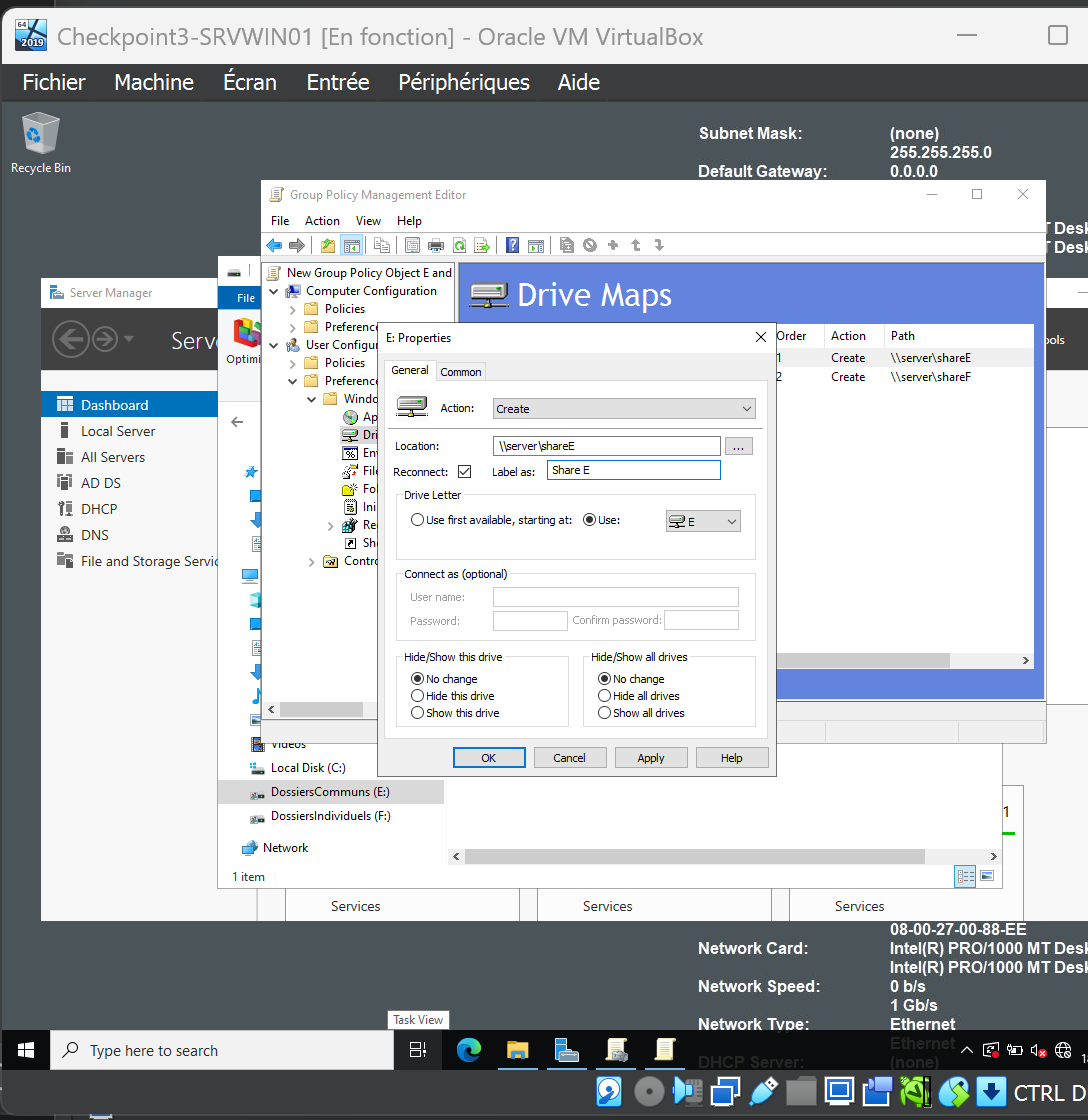 64
2019
Checkpoint3-SRVWIN01 [En fonction] - Oracle VM VirtualBox
Fichier Machine Écran Entrée Périphériques Aide
Recycle Bin
Subnet Mask: (none)
255.255.255.0
Default Gateway: 0.0.0.0
Group Policy Management Editor
File Action View Help
T Desk
T Desk
New Group Policy Object E and
Computer Configuration
Policies
Preference
User Configur
Policies
Preference
Windo
Ap
Dri
En
File
Fol
Ini
Re
Sh
Contro
Drive Maps
Order Action Path
1 Create \\server\shareE
2 Create \\server\shareF
Server Manager
Serve
ools
File
Optimi
Dashboard
Local Server
All Servers
AD DS
DHCP
DNS
File and Storage Servic
E: Properties
General Common
Action: Create
Location: \\server\shareE ...
Reconnect: Label as: Share E
Drive Letter
Use first available, starting at: Use: E
Connect as (optional)
User name:
Password: Confirm password:
Hide/Show this drive
No change
Hide this drive
Show this drive
Hide/Show all drives
No change
Hide all drives
Show all drives
OK Cancel Apply Help
Videos
Local Disk (C:)
DossiersCommuns (E:)
DossiersIndividuels (F:)
Network
1 item
1
Services Services Services
08-00-27-00-88-EE
Network Card: Intel(R) PRO/1000 MT Desk
Intel(R) PRO/1000 MT Desk
Network Speed: 0 b/s
1 Gb/s
Network Type: Ethernet
Ethernet
DHCP Server: (none)
Task View
Type here to search
CTRL D